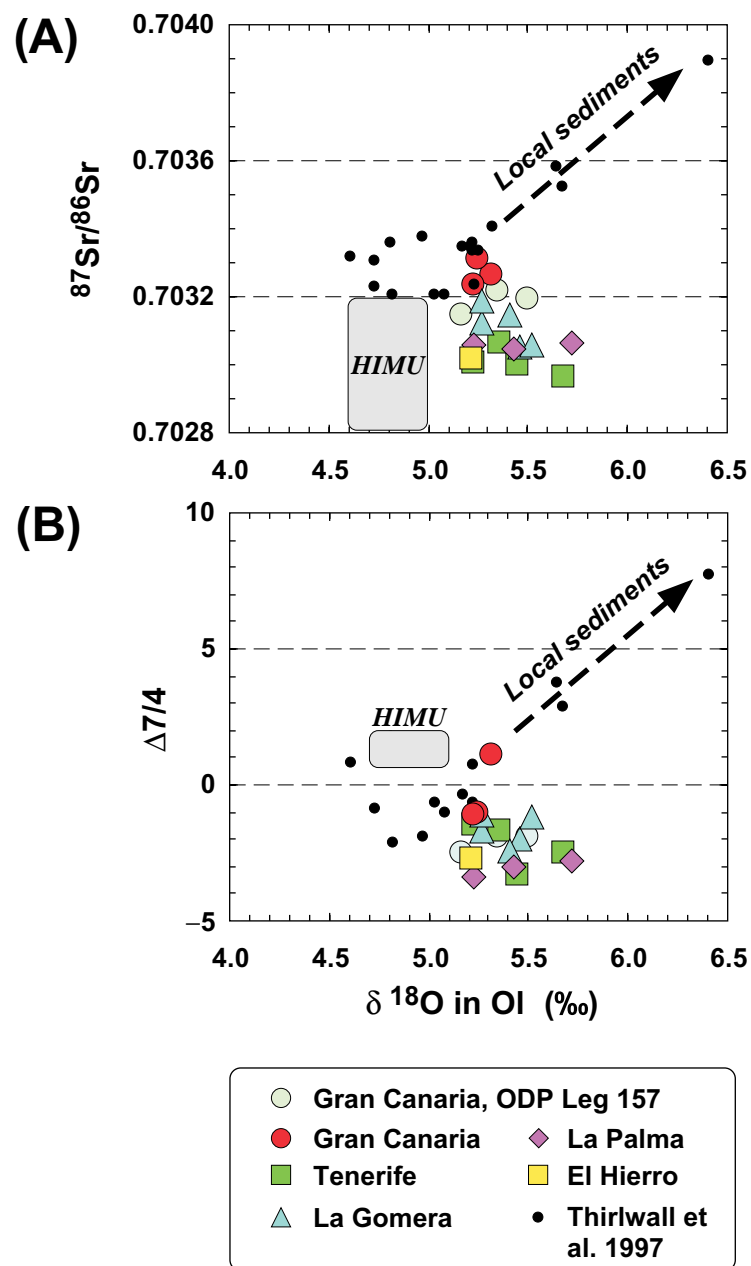 (A)
0.7040
0.7036
0.7032
0.7028
87Sr/86Sr
Local sediments
HIMU
4.0 4.5 5.0 5.5 6.0 6.5
(B)
10
5
0
−5
Δ7/4
Local sediments
HIMU
4.0 4.5 5.0 5.5 6.0 6.5
δ 18O in Ol (‰)
Gran Canaria, ODP Leg 157
Gran Canaria La Palma
Tenerife El Hierro
La Gomera Thirlwall et
al. 1997